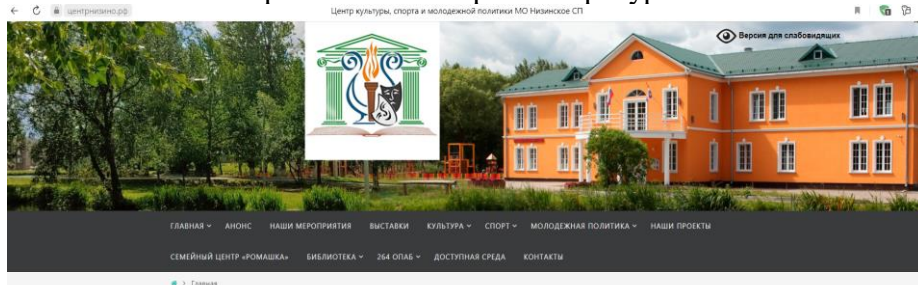 центрнизино.рф
Центр культуры, спорта и молодежной политики МО Низинское СП
Версия для слабовидящих
ГЛАВНАЯ АНОНС НАШИ МЕРОПРИЯТИЯ ВЫСТАВКИ КУЛЬТУРА СПОРТ МОЛОДЕЖНАЯ ПОЛИТИКА НАШИ ПРОЕКТЫ
СЕМЕЙНЫЙ ЦЕНТР «РОМАШКА» БИБЛИОТЕКА 264 ОПАБ ДОСТУПНАЯ СРЕДА КОНТАКТЫ
> Главная